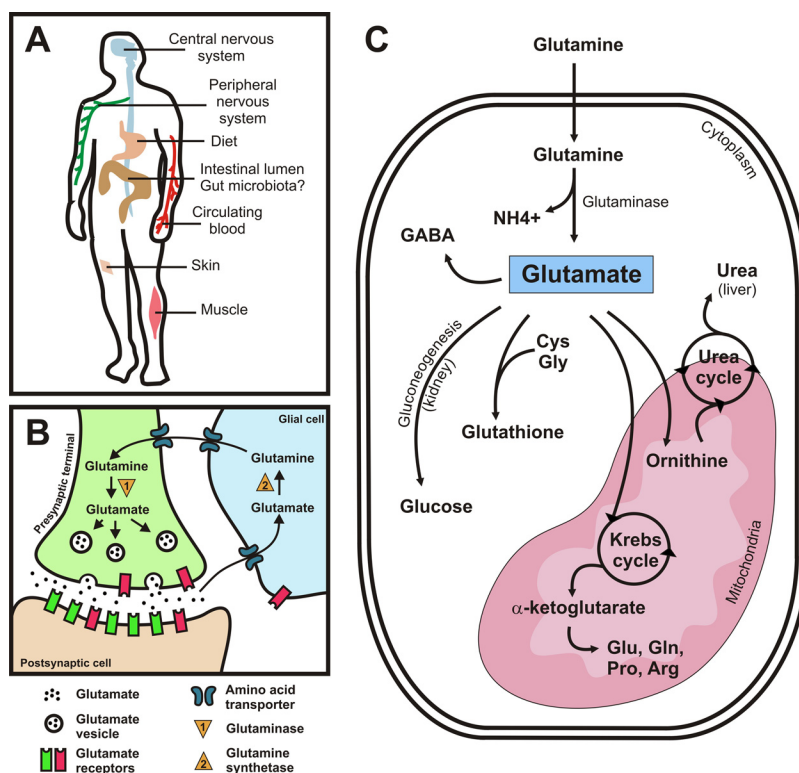 A
Central nervous
system
Peripheral
nervous
system
Diet
Intestinal lumen
Gut microbiota?
Circulating
blood
Skin
Muscle
B
Glial cell
Presynaptic terminal
Glutamine
1
Glutamate
Glutamine
2
Glutamate
Postsynaptic cell
Glutamate
Glutamate
vesicle
Glutamate
receptors
Amino acid
transporter
1
Glutaminase
2
Glutamine
synthetase
C
Glutamine
Cytoplasm
Glutamine
Glutaminase
NH4+
GABA
Glutamate
Urea
(liver)
Gluconeogenesis
(kidney)
Cys
Gly
Urea
cycle
Glutathione
Ornithine
Glucose
Krebs
cycle
Mitochondria
α-ketoglutarate
Glu, Gln,
Pro, Arg